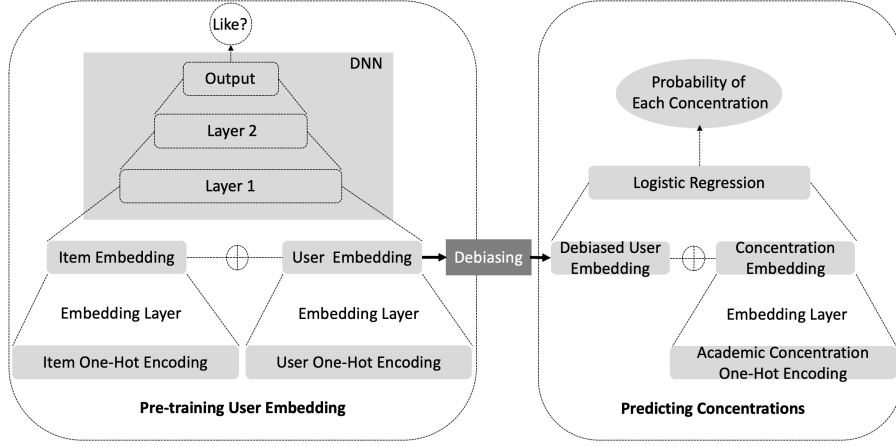 Like?
DNN
Output
Layer 2
Layer 1
Item Embedding
User Embedding
Embedding Layer
Embedding Layer
Item One-Hot Encoding
User One-Hot Encoding
Pre-training User Embedding
Debiasing
Probability of
Each Concentration
Logistic Regression
Debiased User
Embedding
Concentration
Embedding
Embedding Layer
Academic Concentration
One-Hot Encoding
Predicting Concentrations